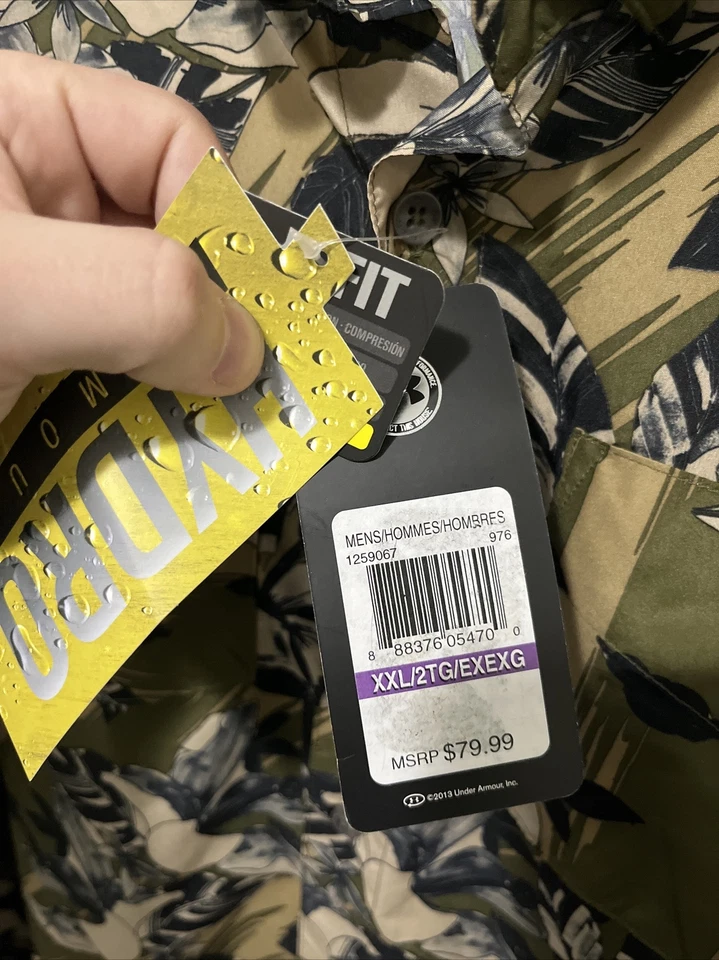 FIT
COMPRESIÓN
HYDRO
MENS/HOMMES/HOMBRES
1259067 976
8 88376 05470 0
XXL/2TG/EXEXG
MSRP $79.99
©2013 Under Armour, Inc.